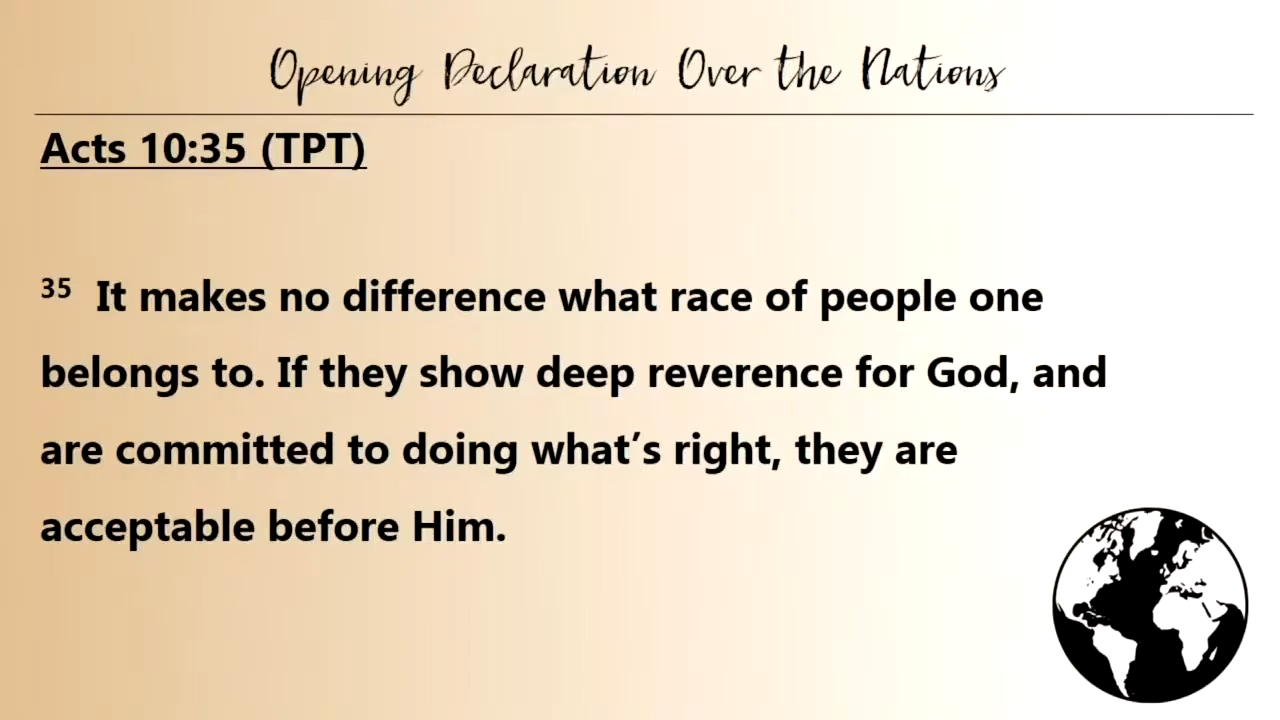 Opening Declaration Over the Nations
Acts 10:35 (TPT)
35 It makes no difference what race of people one
belongs to. If they show deep reverence for God, and
are committed to doing what’s right, they are
acceptable before Him.